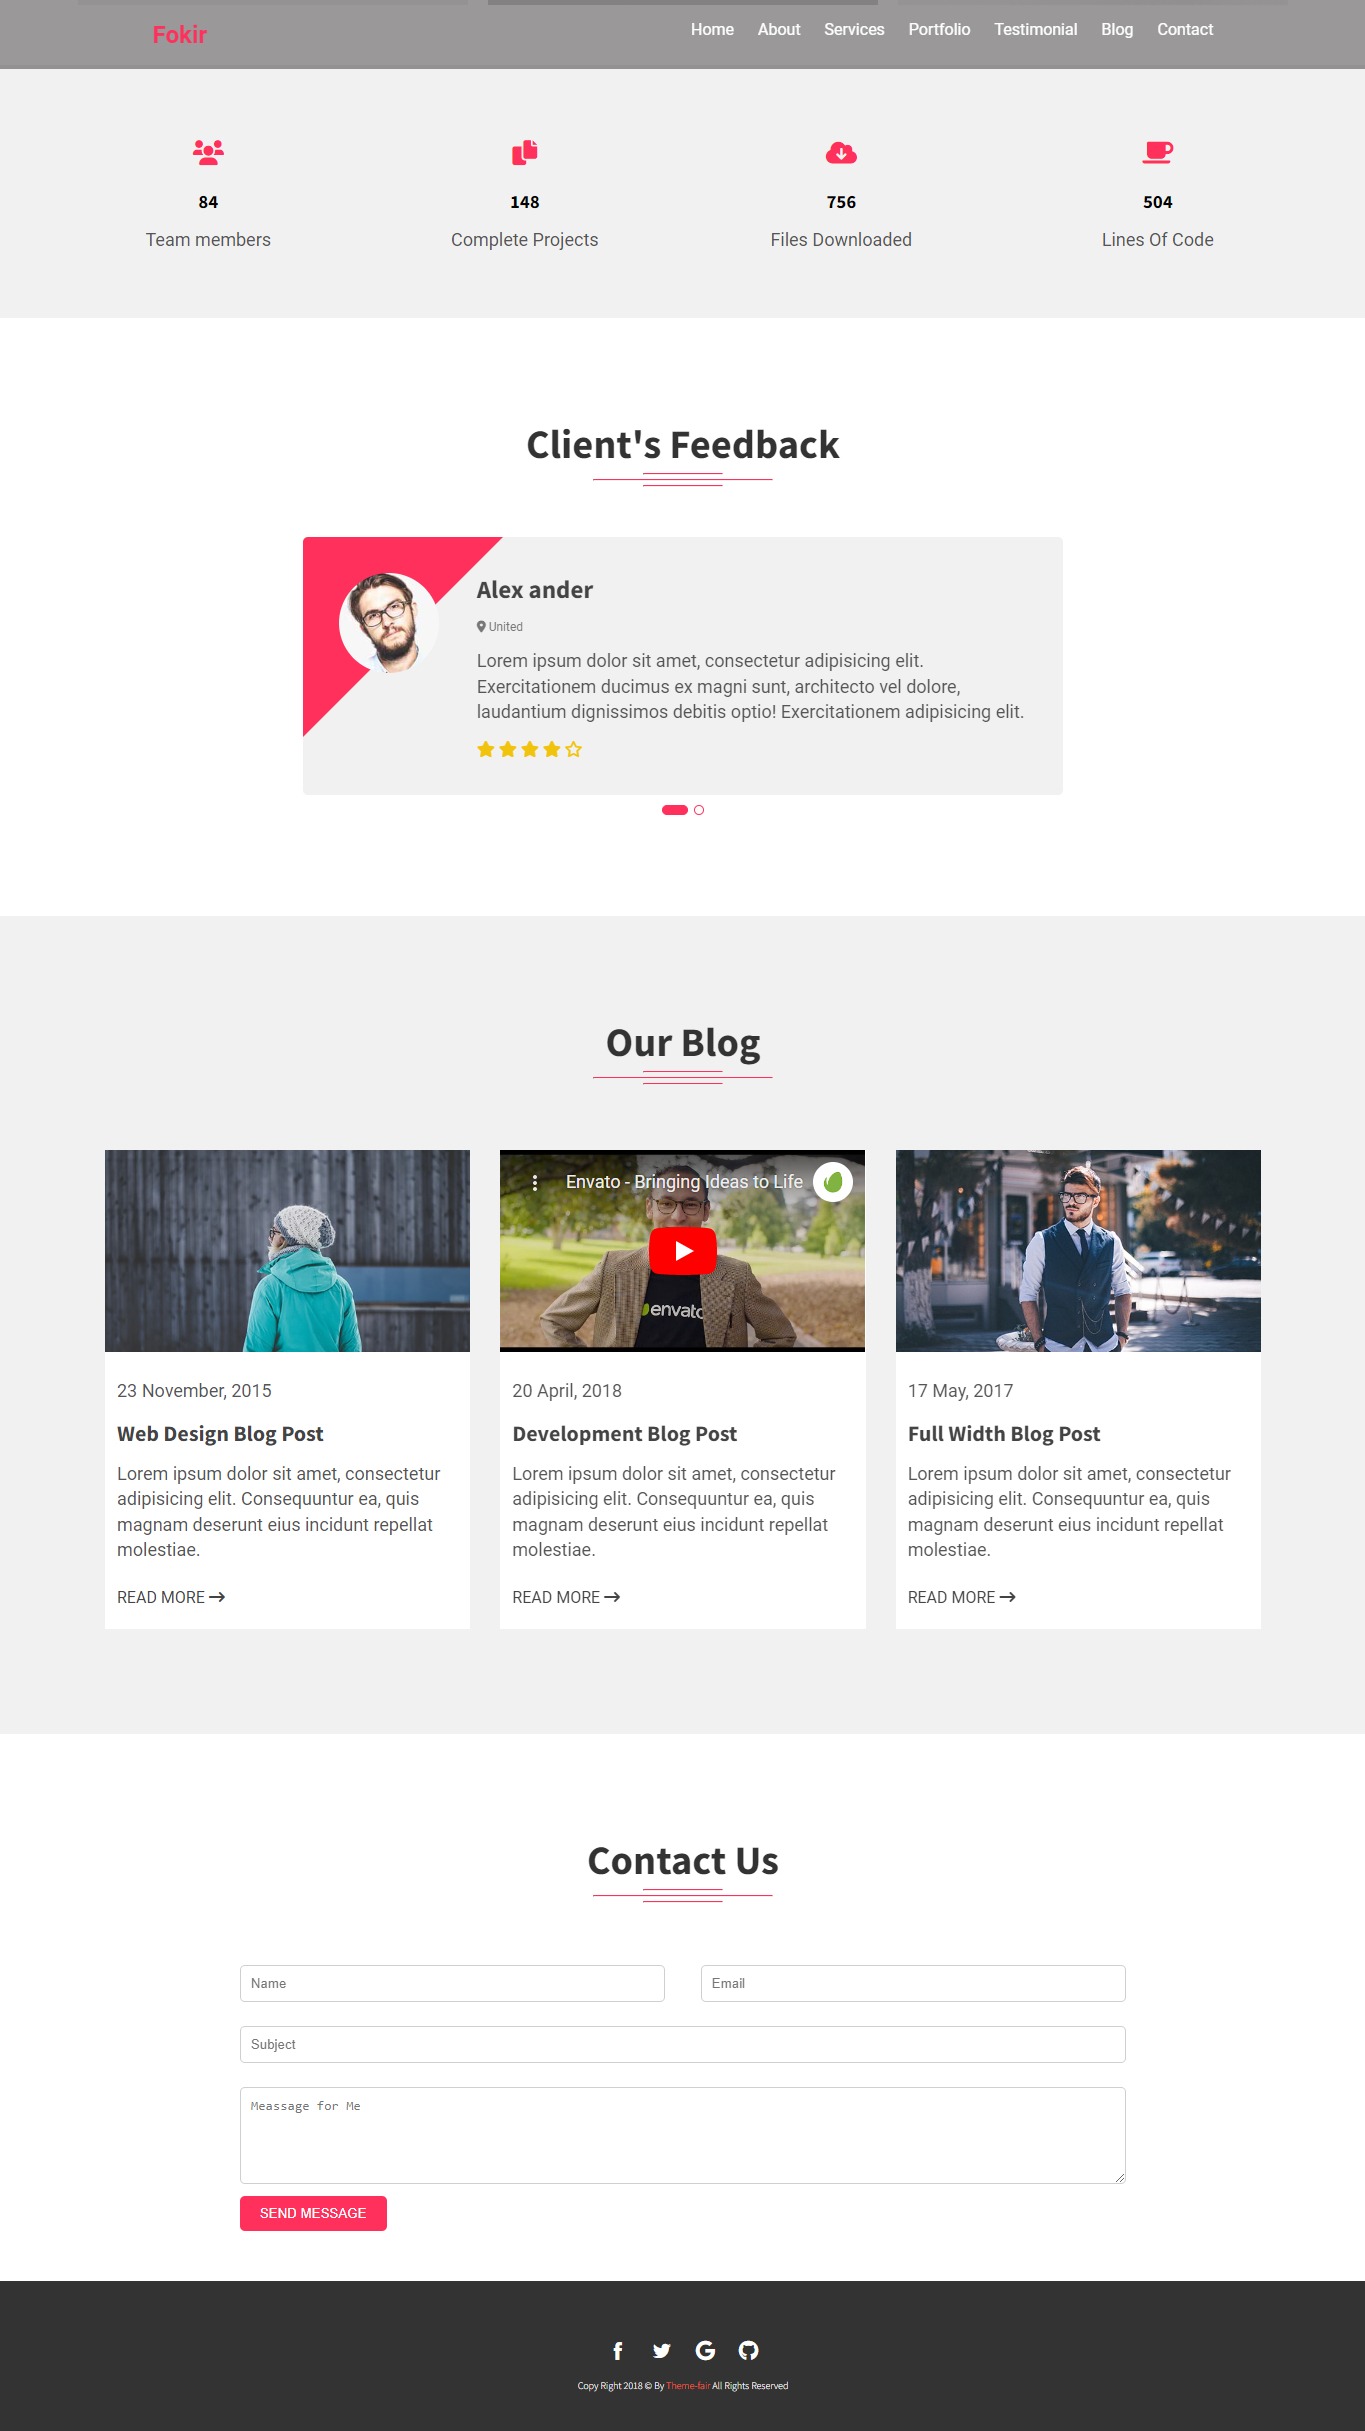 Fokir
Home About Services Portfolio Testimonial Blog Contact
84
Team members
148
Complete Projects
756
Files Downloaded
504
Lines Of Code
Client's Feedback
Alex ander
United
Lorem ipsum dolor sit amet, consectetur adipisicing elit.
Exercitationem ducimus ex magni sunt, architecto vel dolore,
laudantium dignissimos debitis optio! Exercitationem adipisicing elit.
Our Blog
23 November, 2015
Web Design Blog Post
Lorem ipsum dolor sit amet, consectetur
adipisicing elit. Consequuntur ea, quis
magnam deserunt eius incidunt repellat
molestiae.
READ MORE
Envato - Bringing Ideas to Life
envato
20 April, 2018
Development Blog Post
Lorem ipsum dolor sit amet, consectetur
adipisicing elit. Consequuntur ea, quis
magnam deserunt eius incidunt repellat
molestiae.
READ MORE
17 May, 2017
Full Width Blog Post
Lorem ipsum dolor sit amet, consectetur
adipisicing elit. Consequuntur ea, quis
magnam deserunt eius incidunt repellat
molestiae.
READ MORE
Contact Us
Name
Email
Subject
Meassage for Me
SEND MESSAGE
Copy Right 2018 © By Theme-fair All Rights Reserved